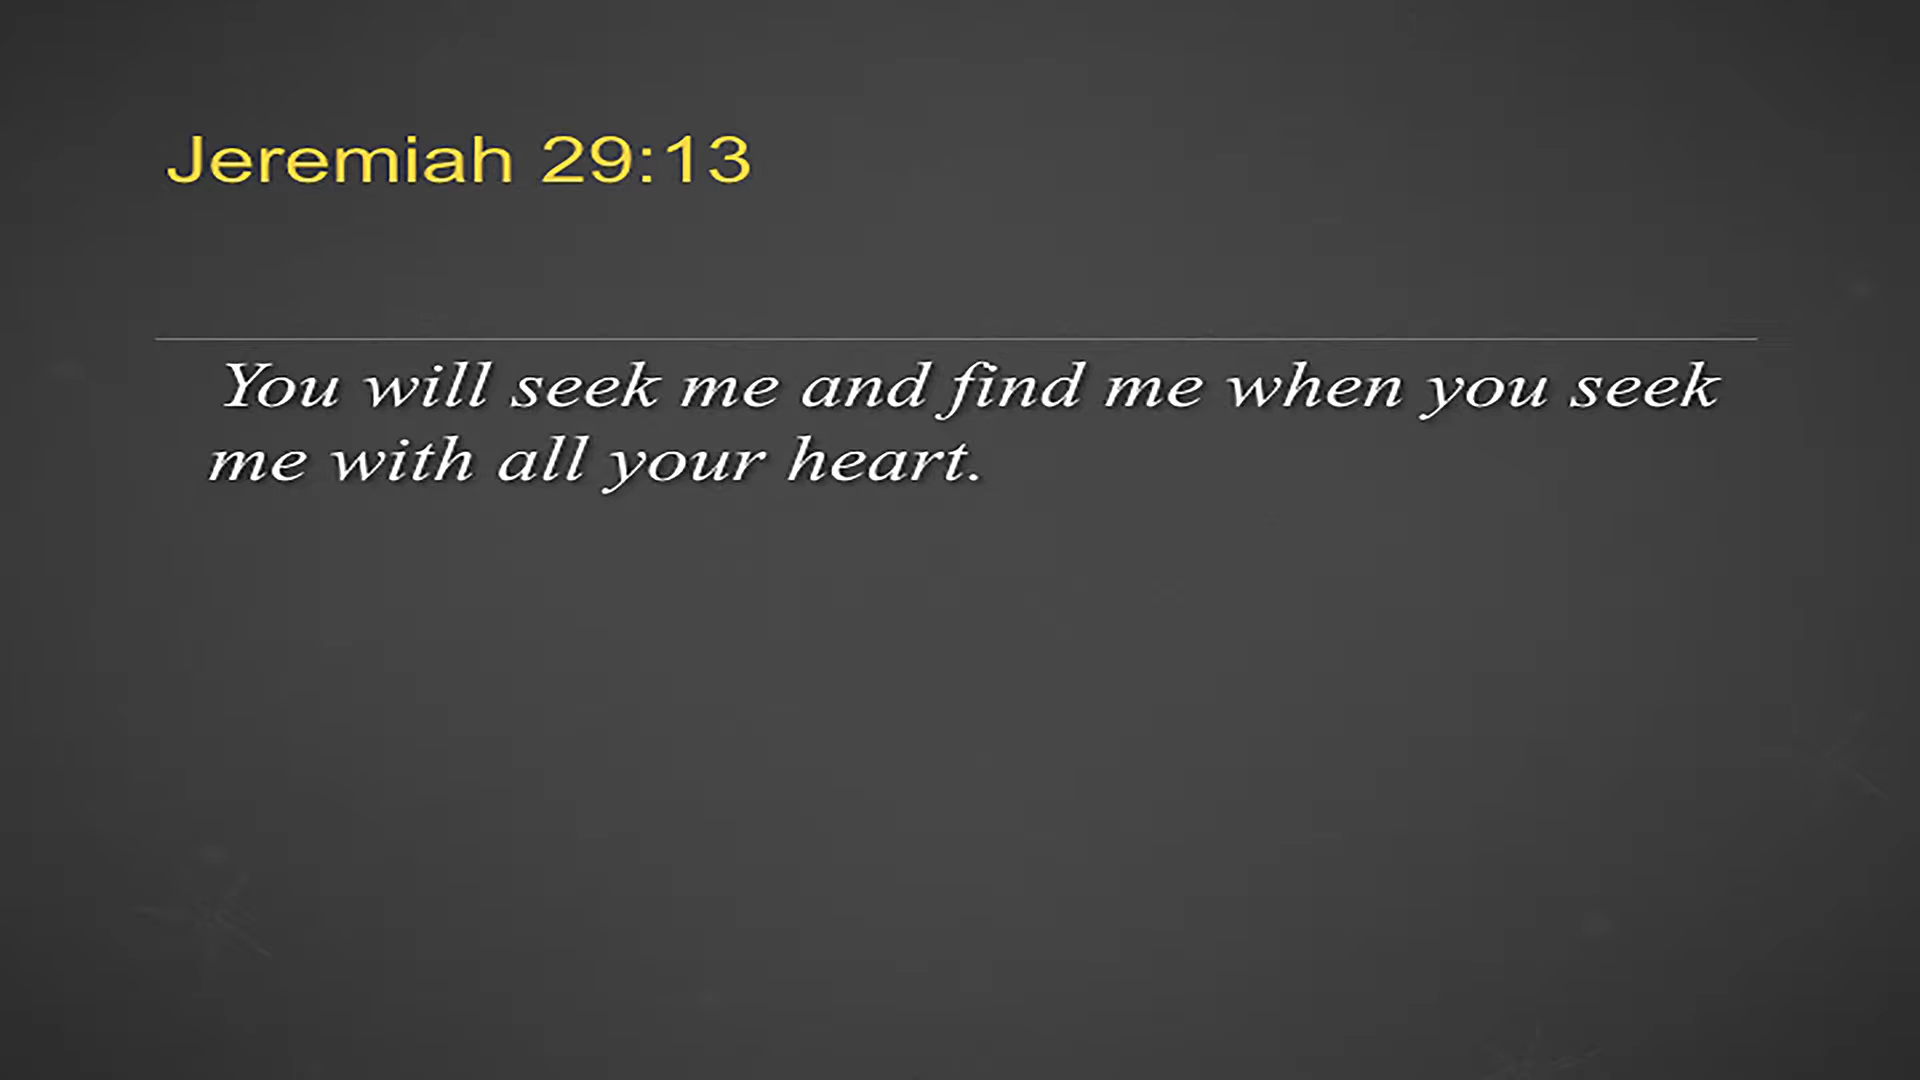 Jeremiah 29:13
You will seek me and find me when you seek
me with all your heart.